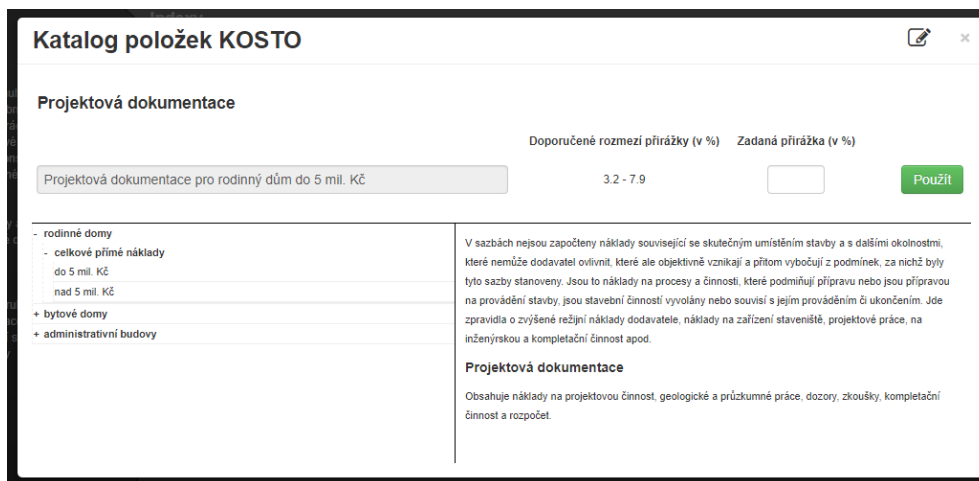 Katalog položek KOSTO
×
Projektová dokumentace
Doporučené rozmezí přirážky (v %) Zadaná přirážka (v %)
Projektová dokumentace pro rodinný dům do 5 mil. Kč 3.2 - 7.9 Použít
- rodinné domy
- celkové přímé náklady
do 5 mil. Kč
nad 5 mil. Kč
+ bytové domy
+ administrativní budovy
V sazbách nejsou započteny náklady související se skutečným umístěním stavby a s dalšími okolnostmi,
které nemůže dodavatel ovlivnit, které ale objektivně vznikají a přitom vybočují z podmínek, za nichž byly
tyto sazby stanoveny. Jsou to náklady na procesy a činnosti, které podmiňují přípravu nebo jsou přípravou
na provádění stavby, jsou stavební činností vyvolány nebo souvisí s jejím prováděním či ukončením. Jde
zpravidla o zvýšené režijní náklady dodavatele, náklady na zařízení staveniště, projektové práce, na
inženýrskou a kompletační činnost apod.
Projektová dokumentace
Obsahuje náklady na projektovou činnost, geologické a průzkumné práce, dozory, zkoušky, kompletační
činnost a rozpočet.